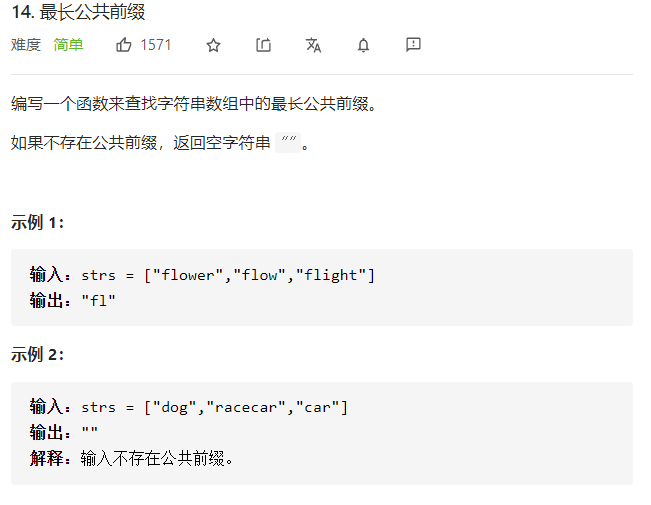 14. 最长公共前缀
难度 简单 1571
编写一个函数来查找字符串数组中的最长公共前缀。
如果不存在公共前缀，返回空字符串 ""。
示例 1：
输入：strs = ["flower","flow","flight"]
输出："fl"
示例 2：
输入：strs = ["dog","racecar","car"]
输出：""
解释：输入不存在公共前缀。